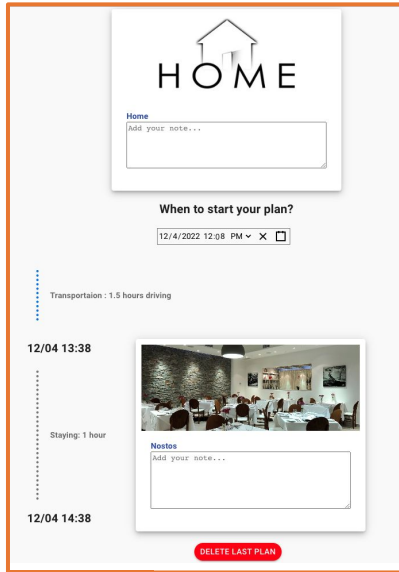 HOME
Home
Add your note...
When to start your plan?
12/4/2022 12:08 PM
Transportaion : 1.5 hours driving
12/04 13:38
Staying: 1 hour
Nostos
Add your note...
12/04 14:38
DELETE LAST PLAN